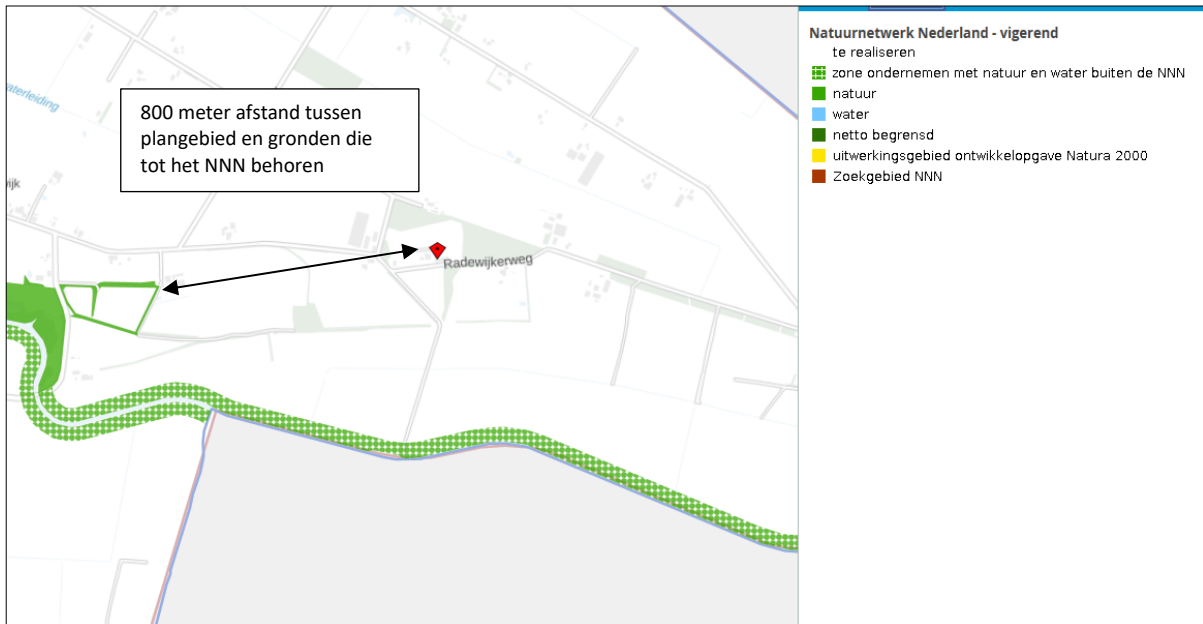 aterleiding
800 meter afstand tussen
plangebied en gronden die
tot het NNN behoren
ijk
Radewijkerweg
Natuurnetwerk Nederland - vigerend
te realiseren
zone ondernemen met natuur en water buiten de NNN
natuur
water
netto begrensd
uitwerkingsgebied ontwikkelopgave Natura 2000
Zoekgebied NNN